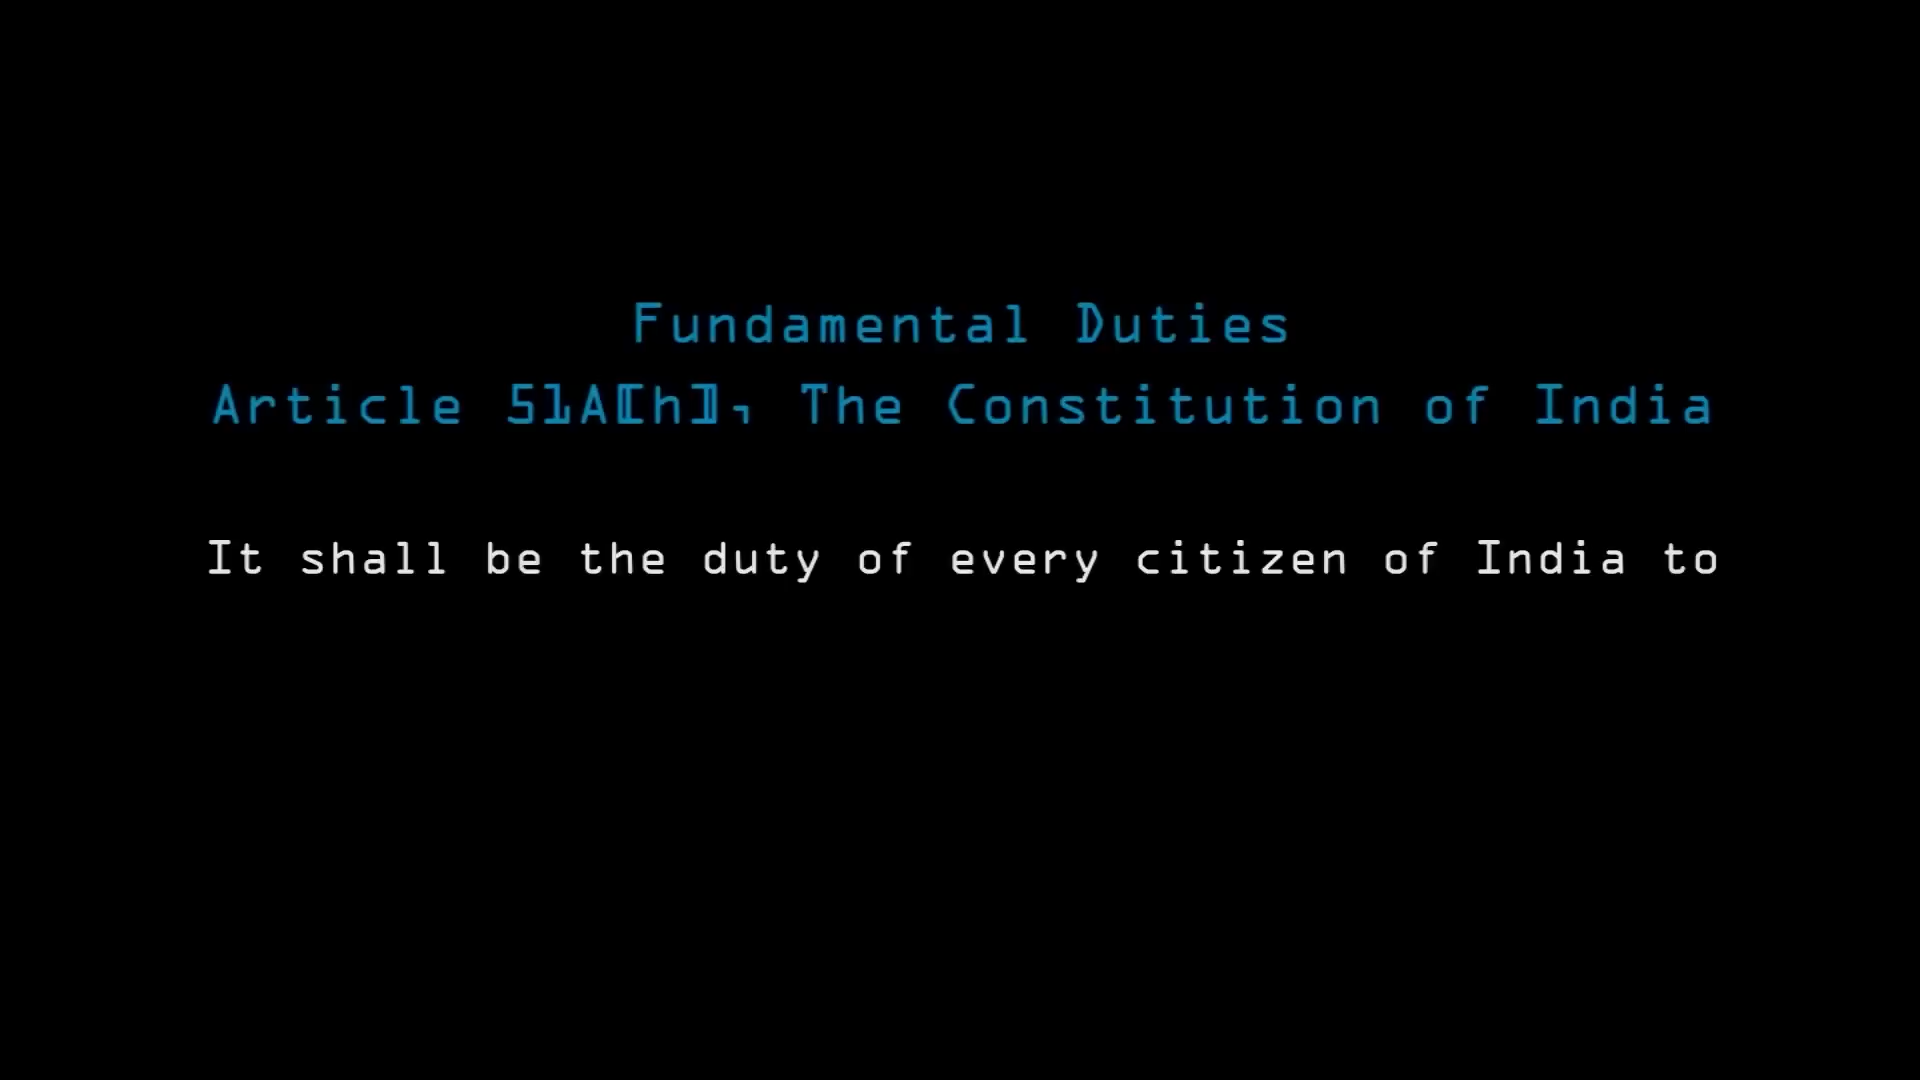 Fundamental Duties
Article 51A[h], The Constitution of India
It shall be the duty of every citizen of India to